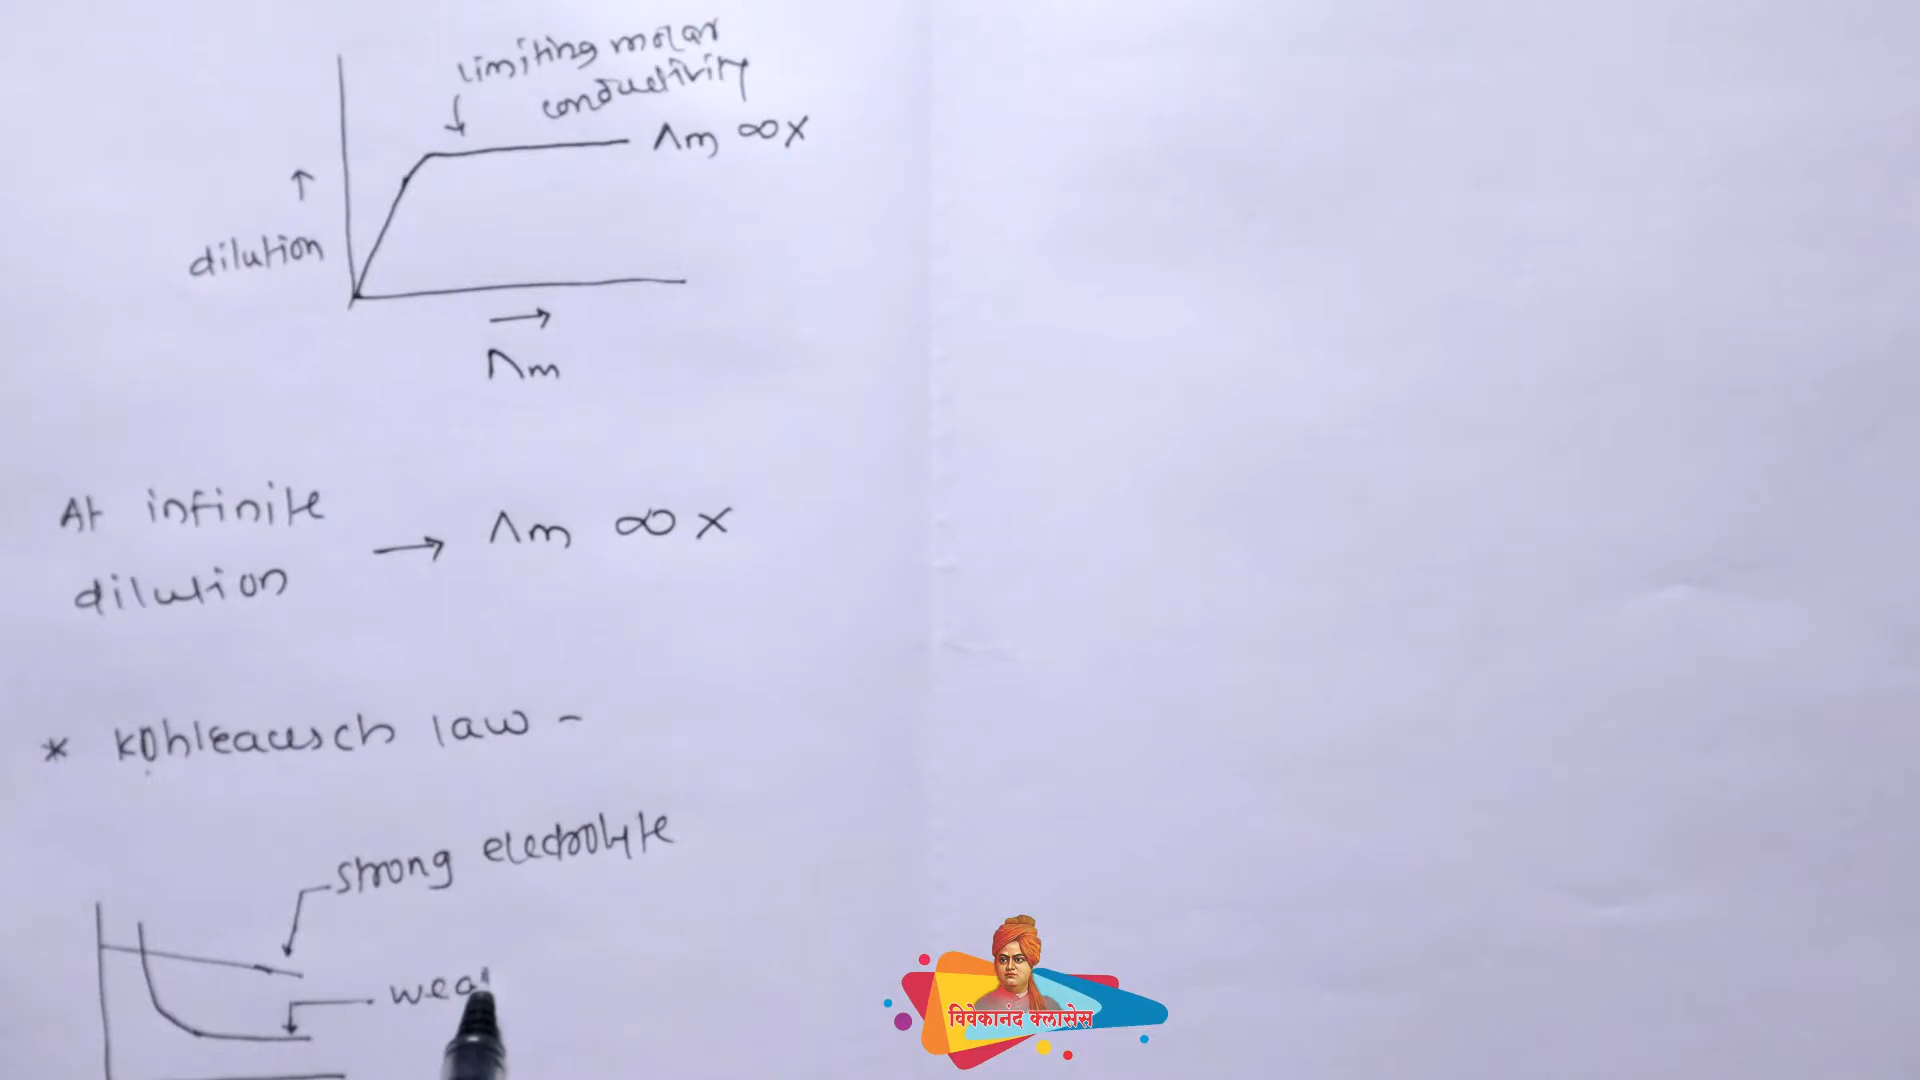 limiting molar
conductivity
Λm ∞ X
↑
dilution
→
Λm
At infinite
dilution → Λm ∞ X
* Kohleausch law -
strong electrolyte
wea
विवेकानंद क्लासेस